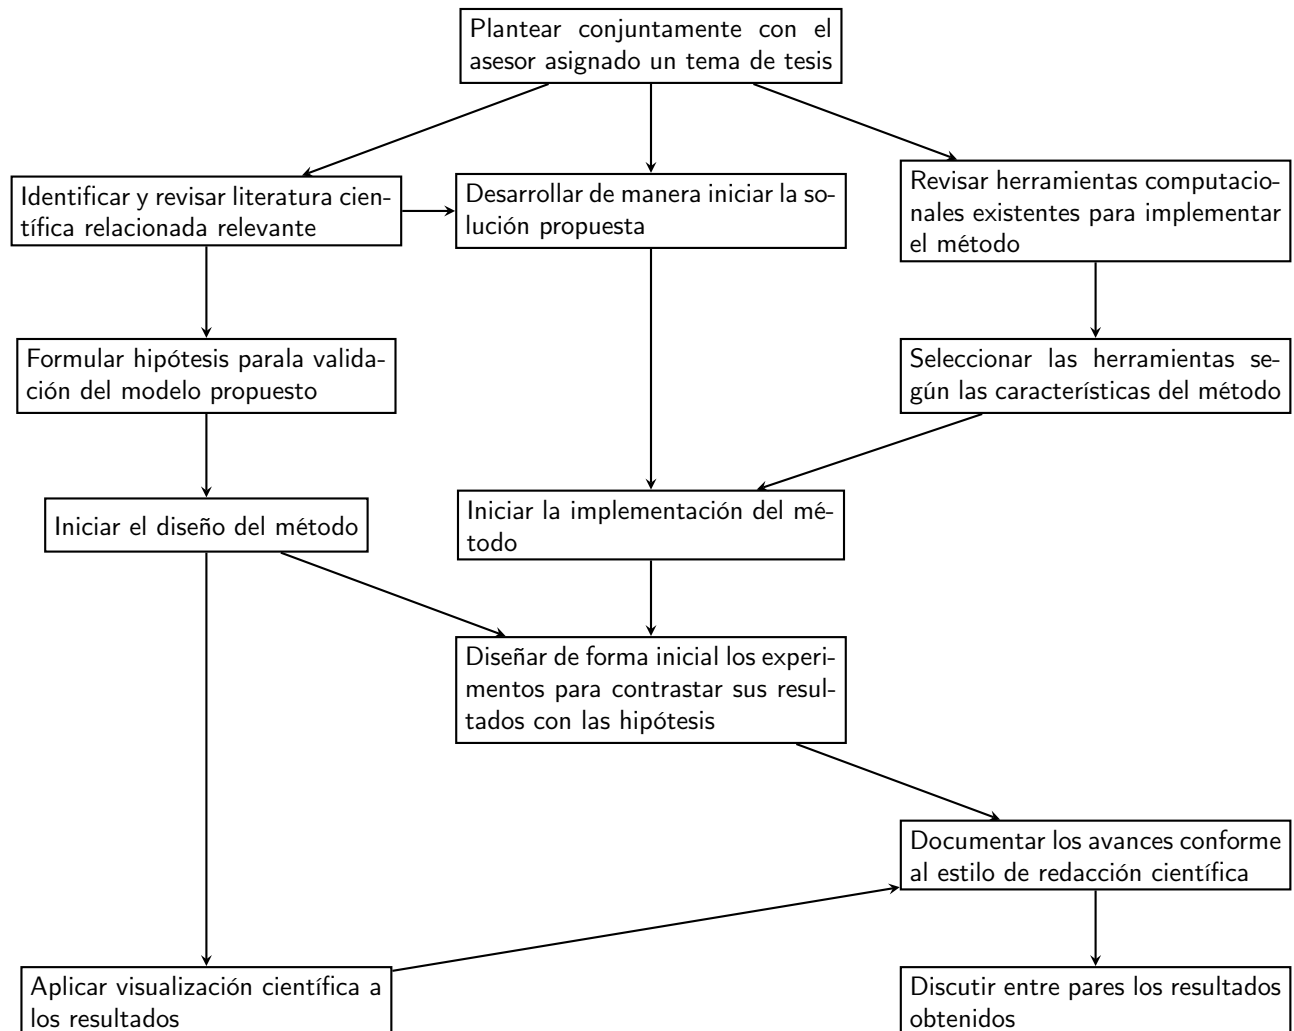 Plantear conjuntamente con el
asesor asignado un tema de tesis
Identificar y revisar literatura cien-
tífica relacionada relevante
Desarrollar de manera iniciar la so-
lución propuesta
Revisar herramientas computacio-
nales existentes para implementar
el método
Formular hipótesis parala valida-
ción del modelo propuesto
Seleccionar las herramientas se-
gún las características del método
Iniciar el diseño del método
Iniciar la implementación del mé-
todo
Diseñar de forma inicial los experi-
mentos para contrastar sus resul-
tados con las hipótesis
Documentar los avances conforme
al estilo de redacción científica
Aplicar visualización científica a
los resultados
Discutir entre pares los resultados
obtenidos